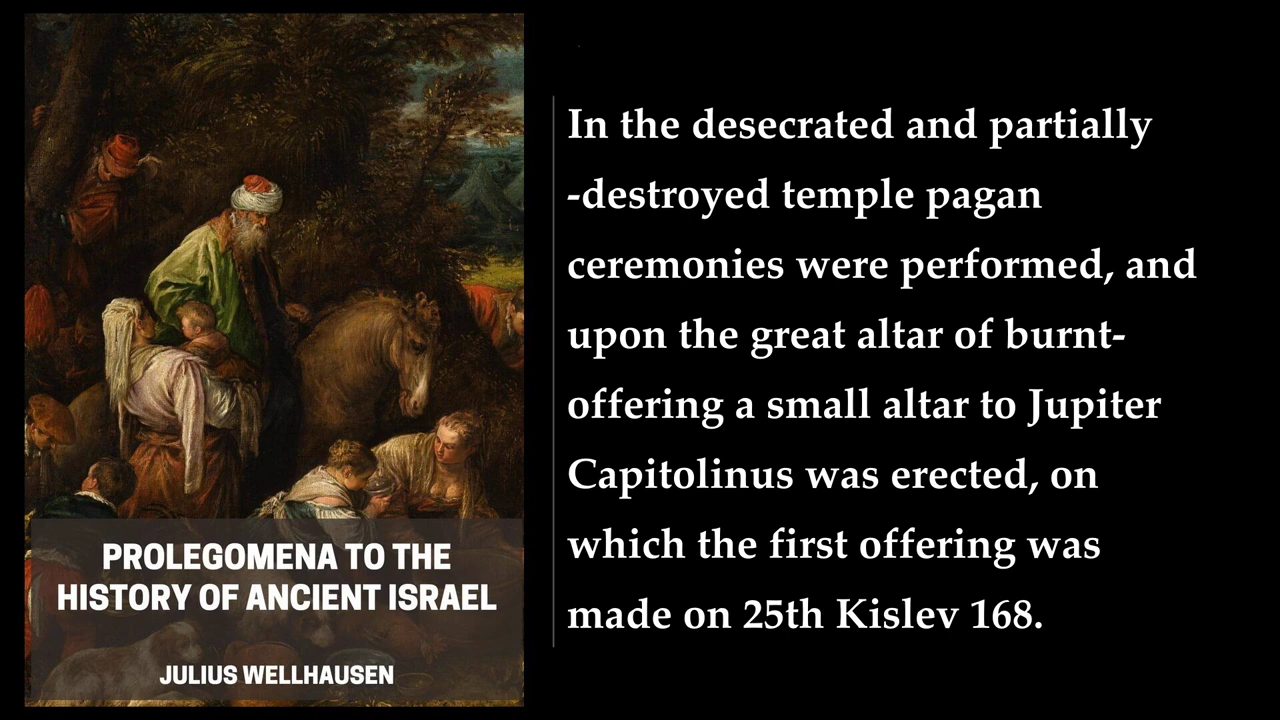 PROLEGOMENA TO THE
HISTORY OF ANCIENT ISRAEL
JULIUS WELLHAUSEN
In the desecrated and partially
-destroyed temple pagan
ceremonies were performed, and
upon the great altar of burnt-
offering a small altar to Jupiter
Capitolinus was erected, on
which the first offering was
made on 25th Kislev 168.